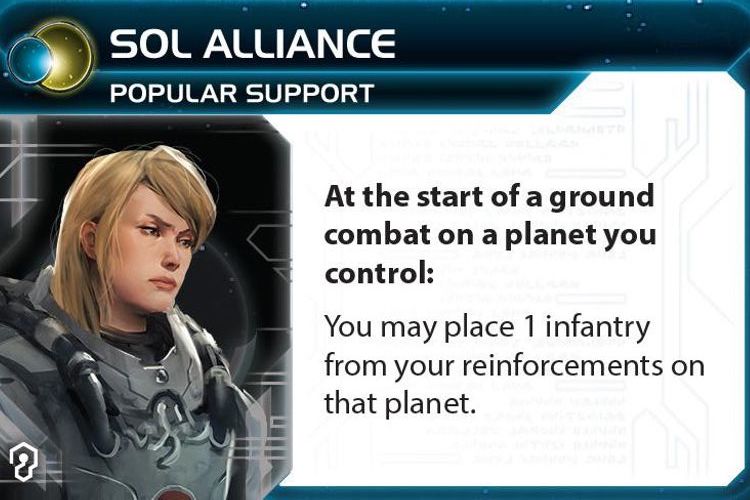 SOL ALLIANCE
POPULAR SUPPORT
At the start of a ground
combat on a planet you
control:
You may place 1 infantry
from your reinforcements on
that planet.